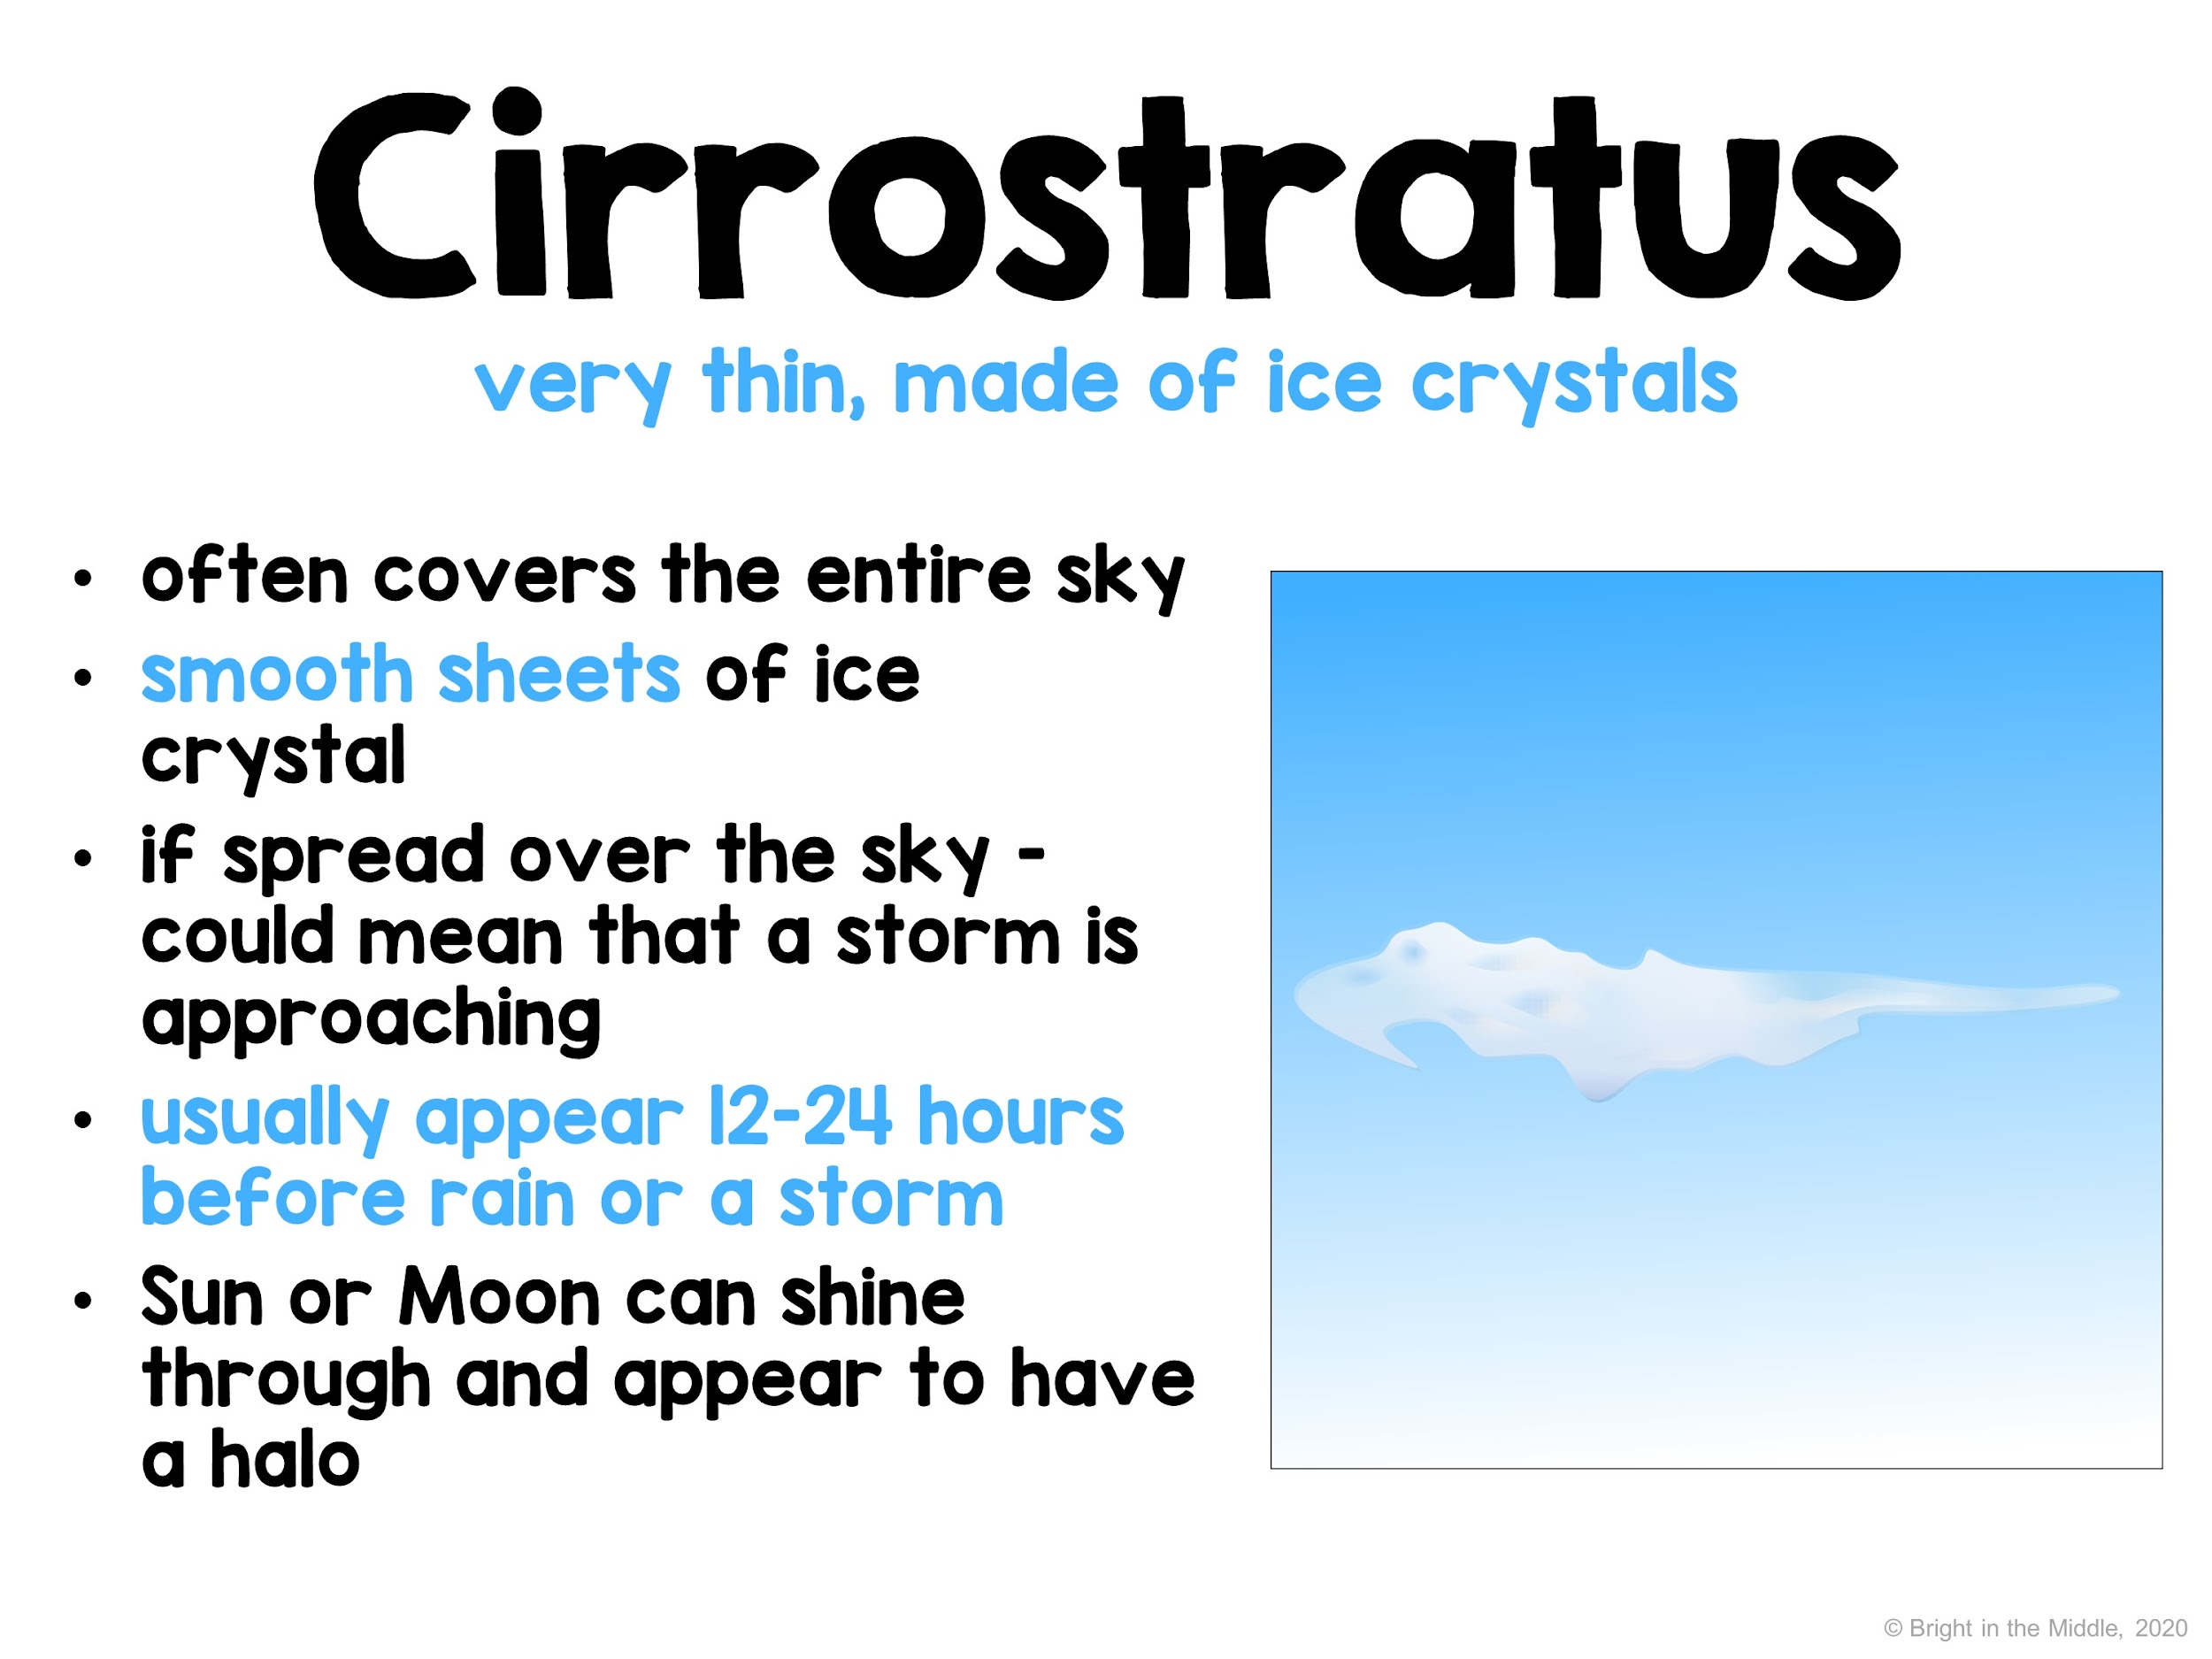 Cirrostratus
very thin, made of ice crystals
• often covers the entire sky
• smooth sheets of ice
crystal
• if spread over the sky -
could mean that a storm is
approaching
• usually appear 12-24 hours
before rain or a storm
• Sun or Moon can shine
through and appear to have
a halo
© Bright in the Middle, 2020